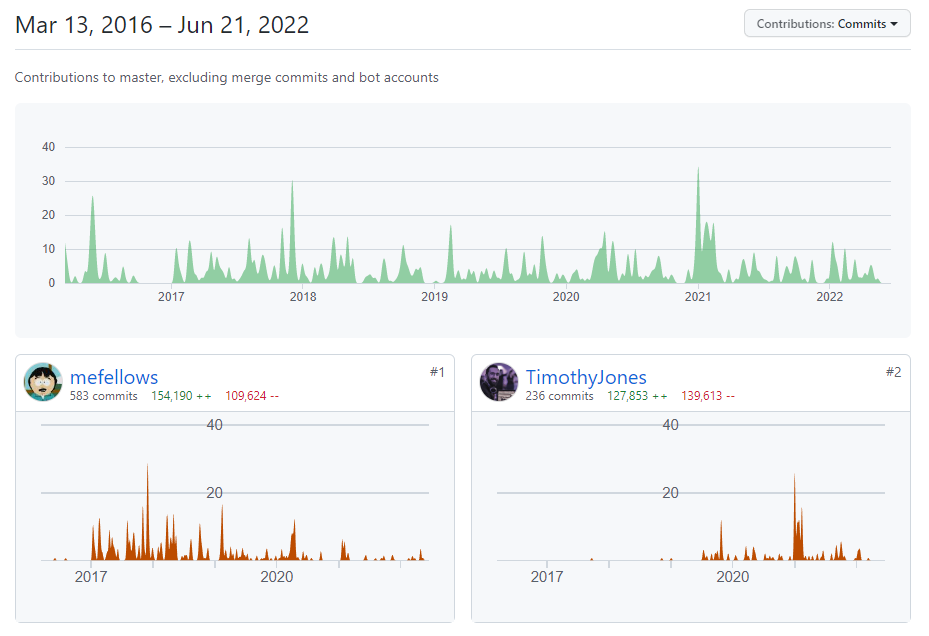 Mar 13, 2016 – Jun 21, 2022
Contributions: Commits
Contributions to master, excluding merge commits and bot accounts
40
30
20
10
0
2017 2018 2019 2020 2021 2022
mefellows #1
583 commits 154,190 ++ 109,624 --
40
20
2017 2020
TimothyJones #2
236 commits 127,853 ++ 139,613 --
40
20
2017 2020